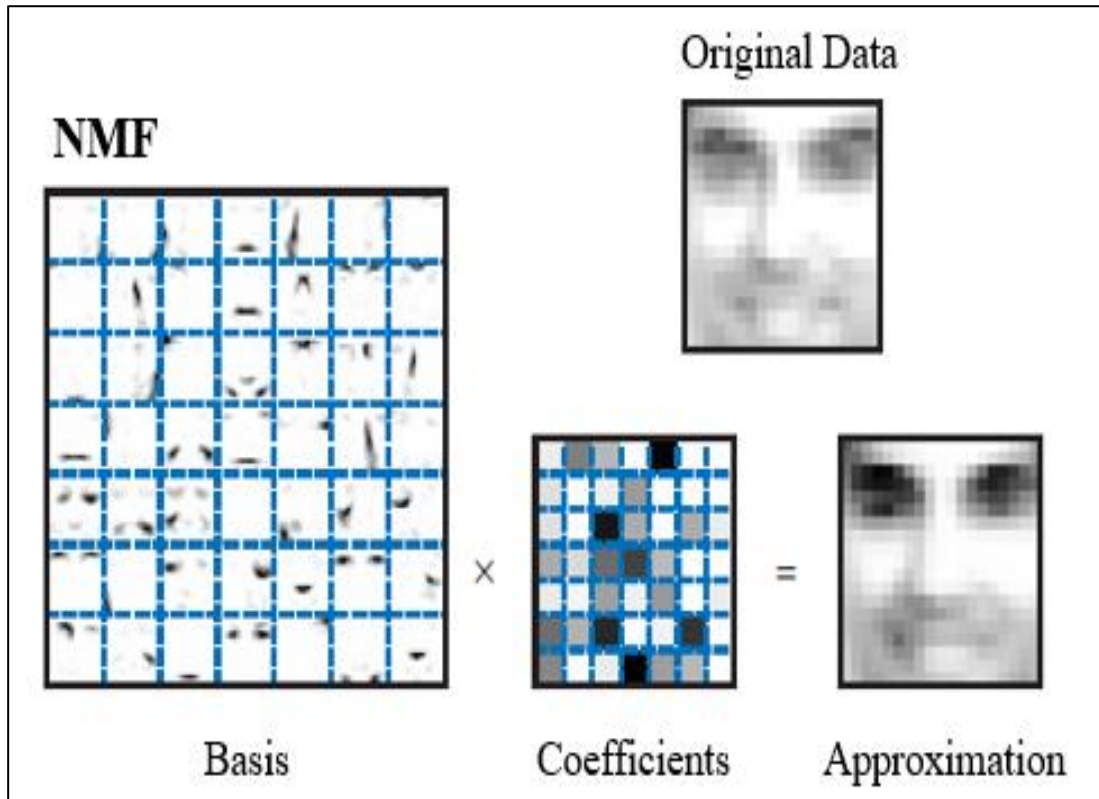 Original Data
NMF
×
=
Basis
Coefficients
Approximation